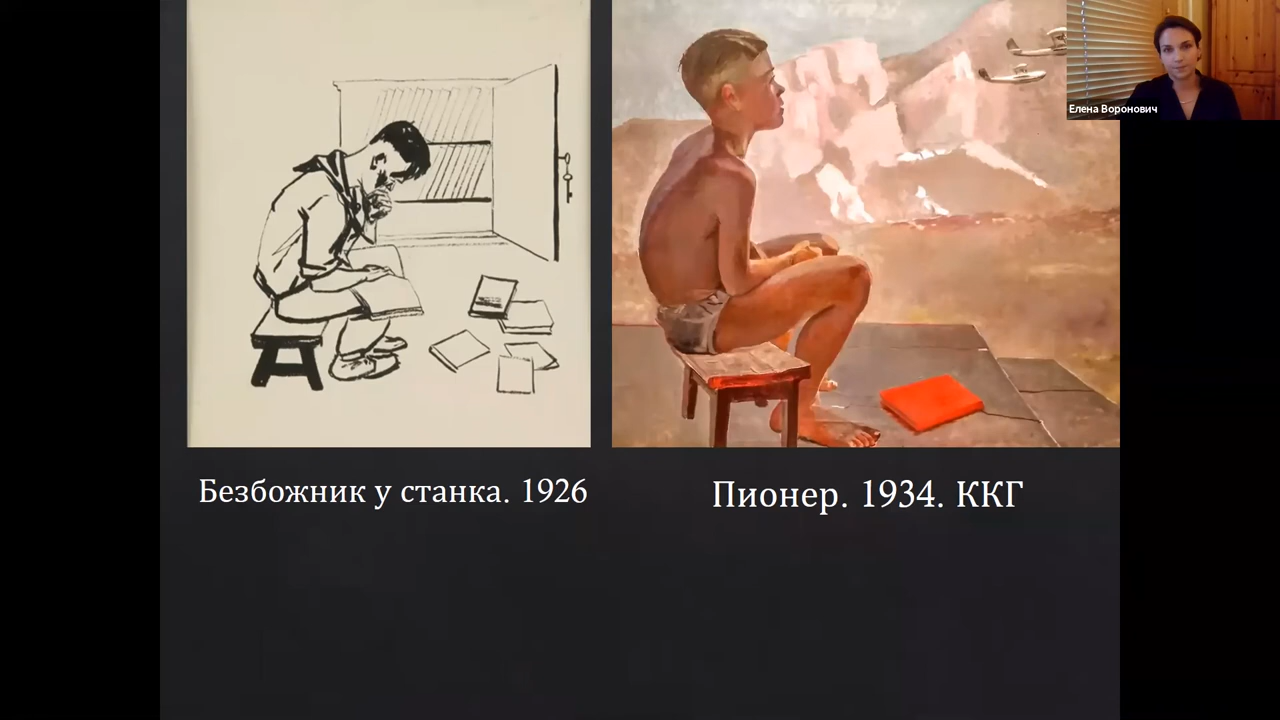 Елена Воронович
Безбожник у станка. 1926
Пионер. 1934. ККГ